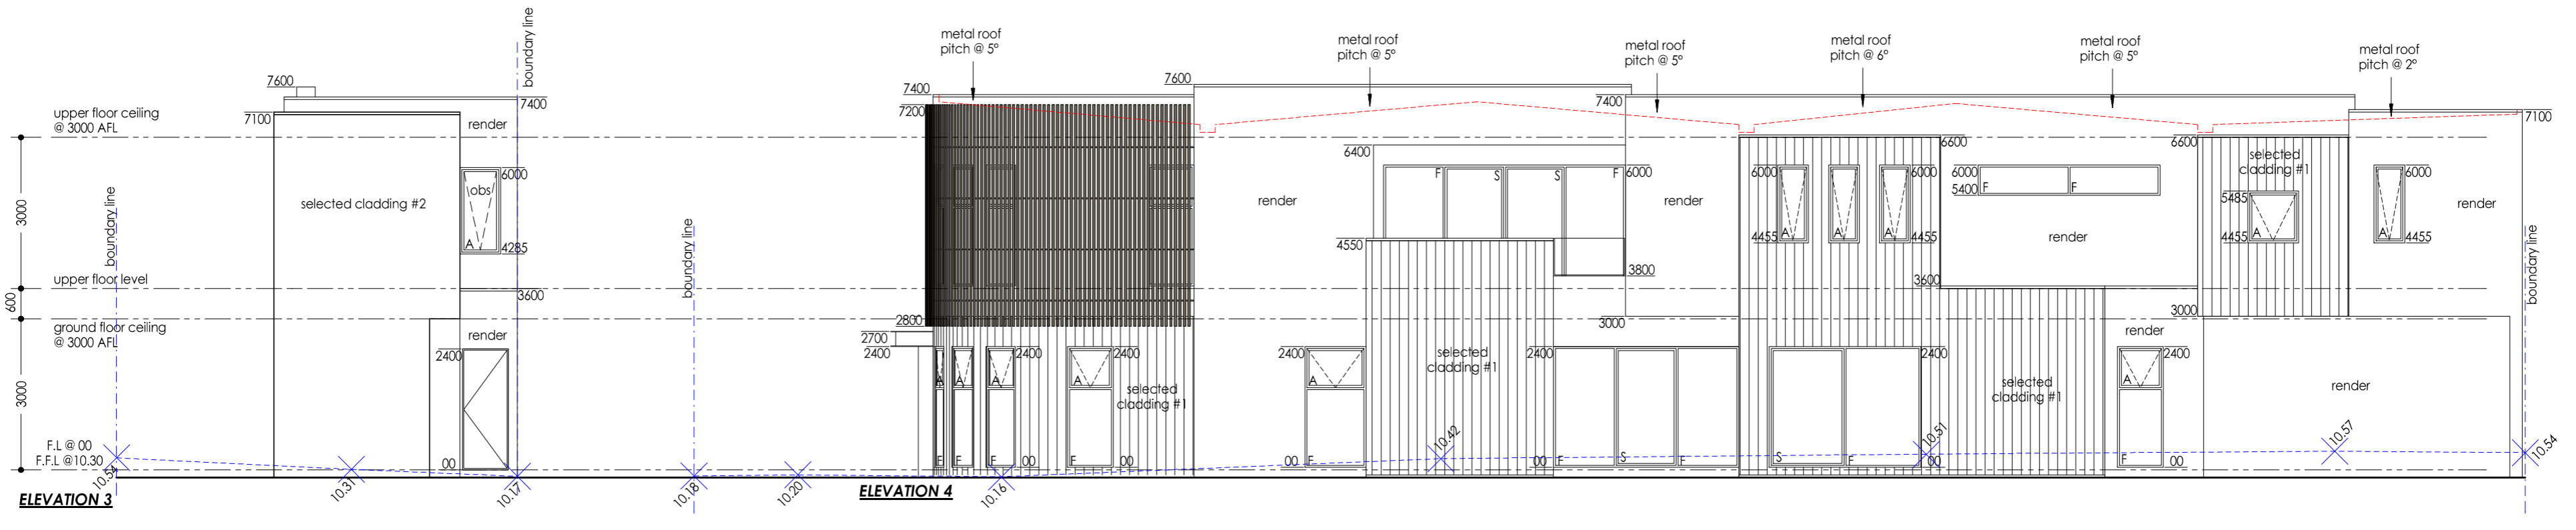 7600
7400
7100
boundary line
upper floor ceiling
@ 3000 AFL
render
6000
obs
A
4285
selected cladding #2
boundary line
3000
upper floor level
600
3600
ground floor ceiling
@ 3000 AFL
render
2400
3000
F.L @ 00
F.F.L @10.30
00
10.54
10.31
10.17
ELEVATION 3
boundary line
10.18
10.20
metal roof
pitch @ 5°
metal roof
pitch @ 5°
metal roof
pitch @ 5°
metal roof
pitch @ 6°
metal roof
pitch @ 5°
metal roof
pitch @ 2°
7400
7200
7600
7400
7100
6400
6600
6600
selected
cladding #1
render
F
S
S
F
6000
render
6000
6000
A
A
A
4455
4455
6000
5400
F
F
render
5485
4455
A
6000
A
4455
render
boundary line
4550
3800
3600
2800
2700
2400
3000
3000
A
A
A
2400
A
2400
selected
cladding #1
2400
A
selected
cladding #1
2400
2400
selected
cladding #1
render
A
2400
render
F
F
F
00
F
00
00
F
00
F
S
F
S
F
00
F
00
10.42
10.51
10.57
10.54
10.16
ELEVATION 4